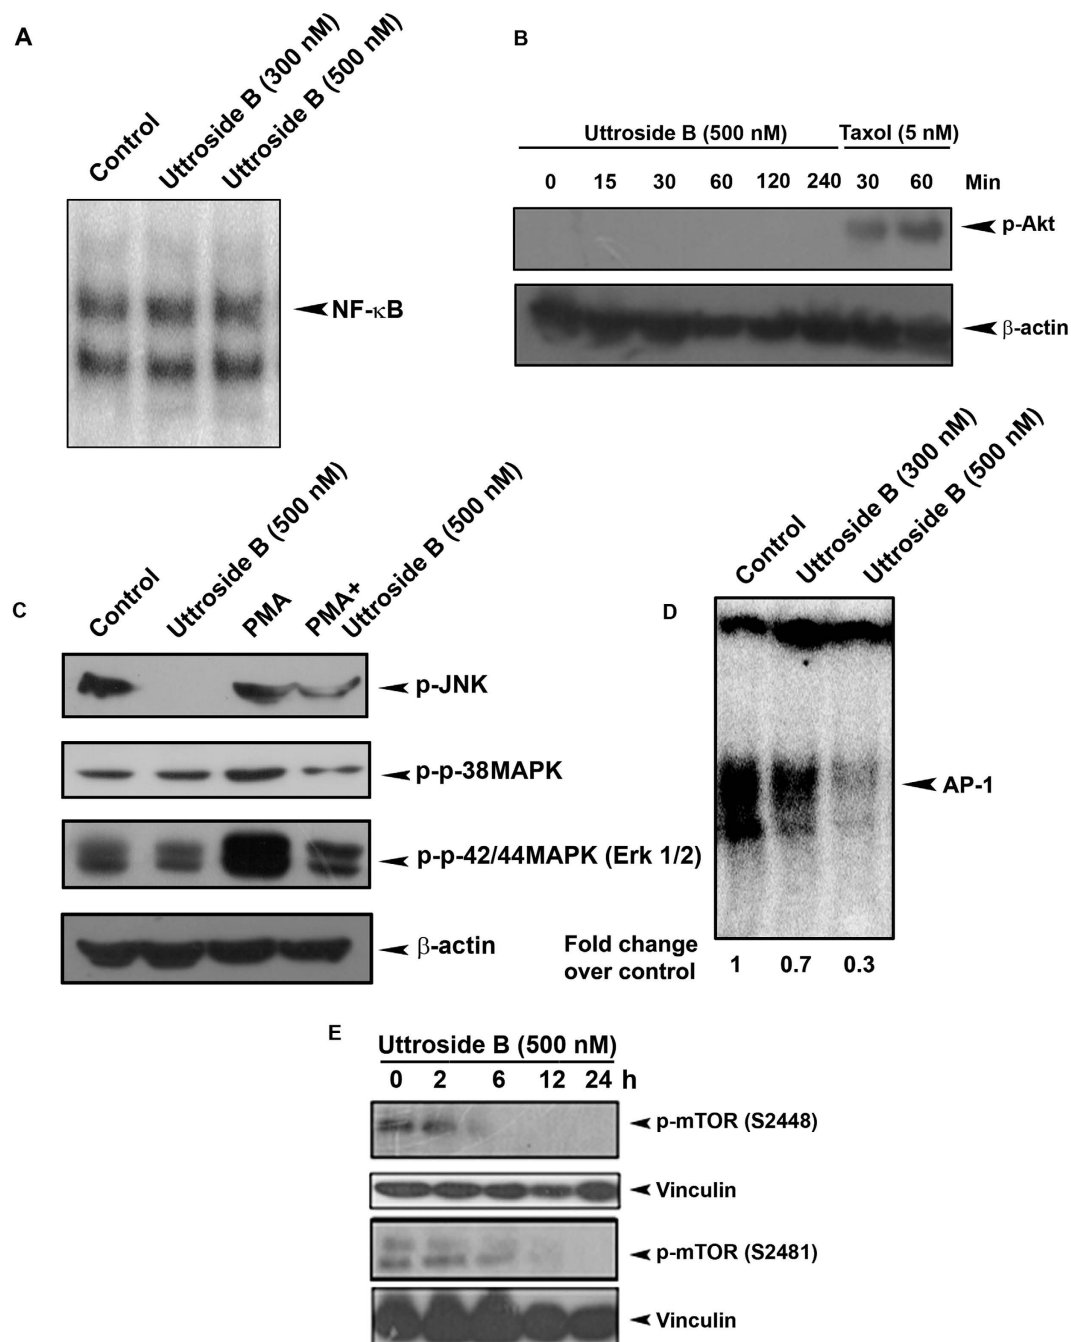 A
Control
Uttroside B (300 nM)
Uttroside B (500 nM)
NF-κB
B
Uttroside B (500 nM) Taxol (5 nM)
0 15 30 60 120 240 30 60 Min
p-Akt
β-actin
C
Control
Uttroside B (500 nM)
PMA
PMA+
Uttroside B (500 nM)
p-JNK
p-p-38MAPK
p-p-42/44MAPK (Erk 1/2)
β-actin
D
Control
Uttroside B (300 nM)
Uttroside B (500 nM)
AP-1
Fold change
over control
1 0.7 0.3
E
Uttroside B (500 nM)
0 2 6 12 24 h
p-mTOR (S2448)
Vinculin
p-mTOR (S2481)
Vinculin